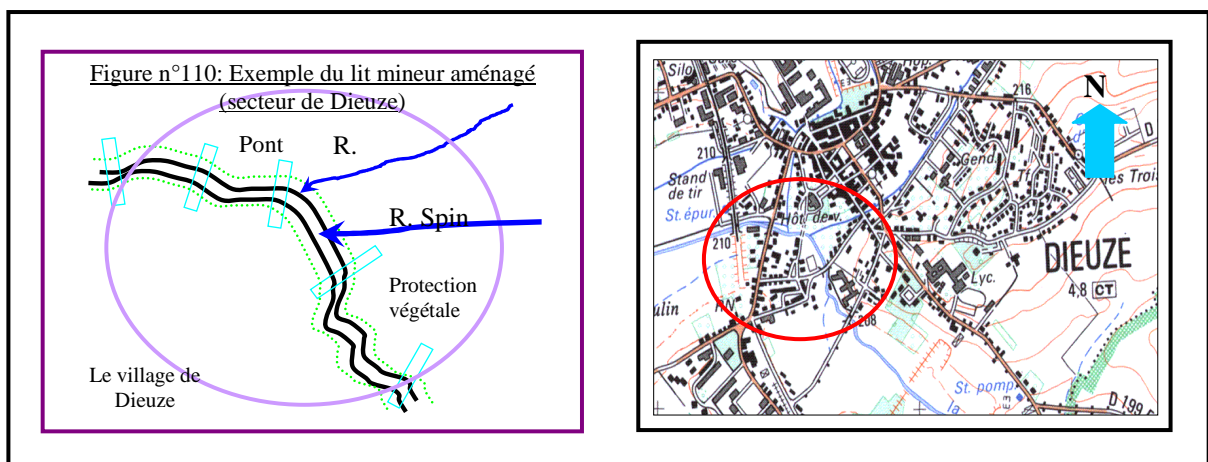 Figure n°110: Exemple du lit mineur aménagé
(secteur de Dieuze)
Pont
R.
R. Spin
Protection
végétale
Le village de
Dieuze
Silo
N
216
210
Stand
de tir
St. épur.
Gend.
Tf.
D
des Trois
Hôt. de v.
210
DIEUZE
4,8 CT
Lyc.
208
St. pomp.
la
D 199